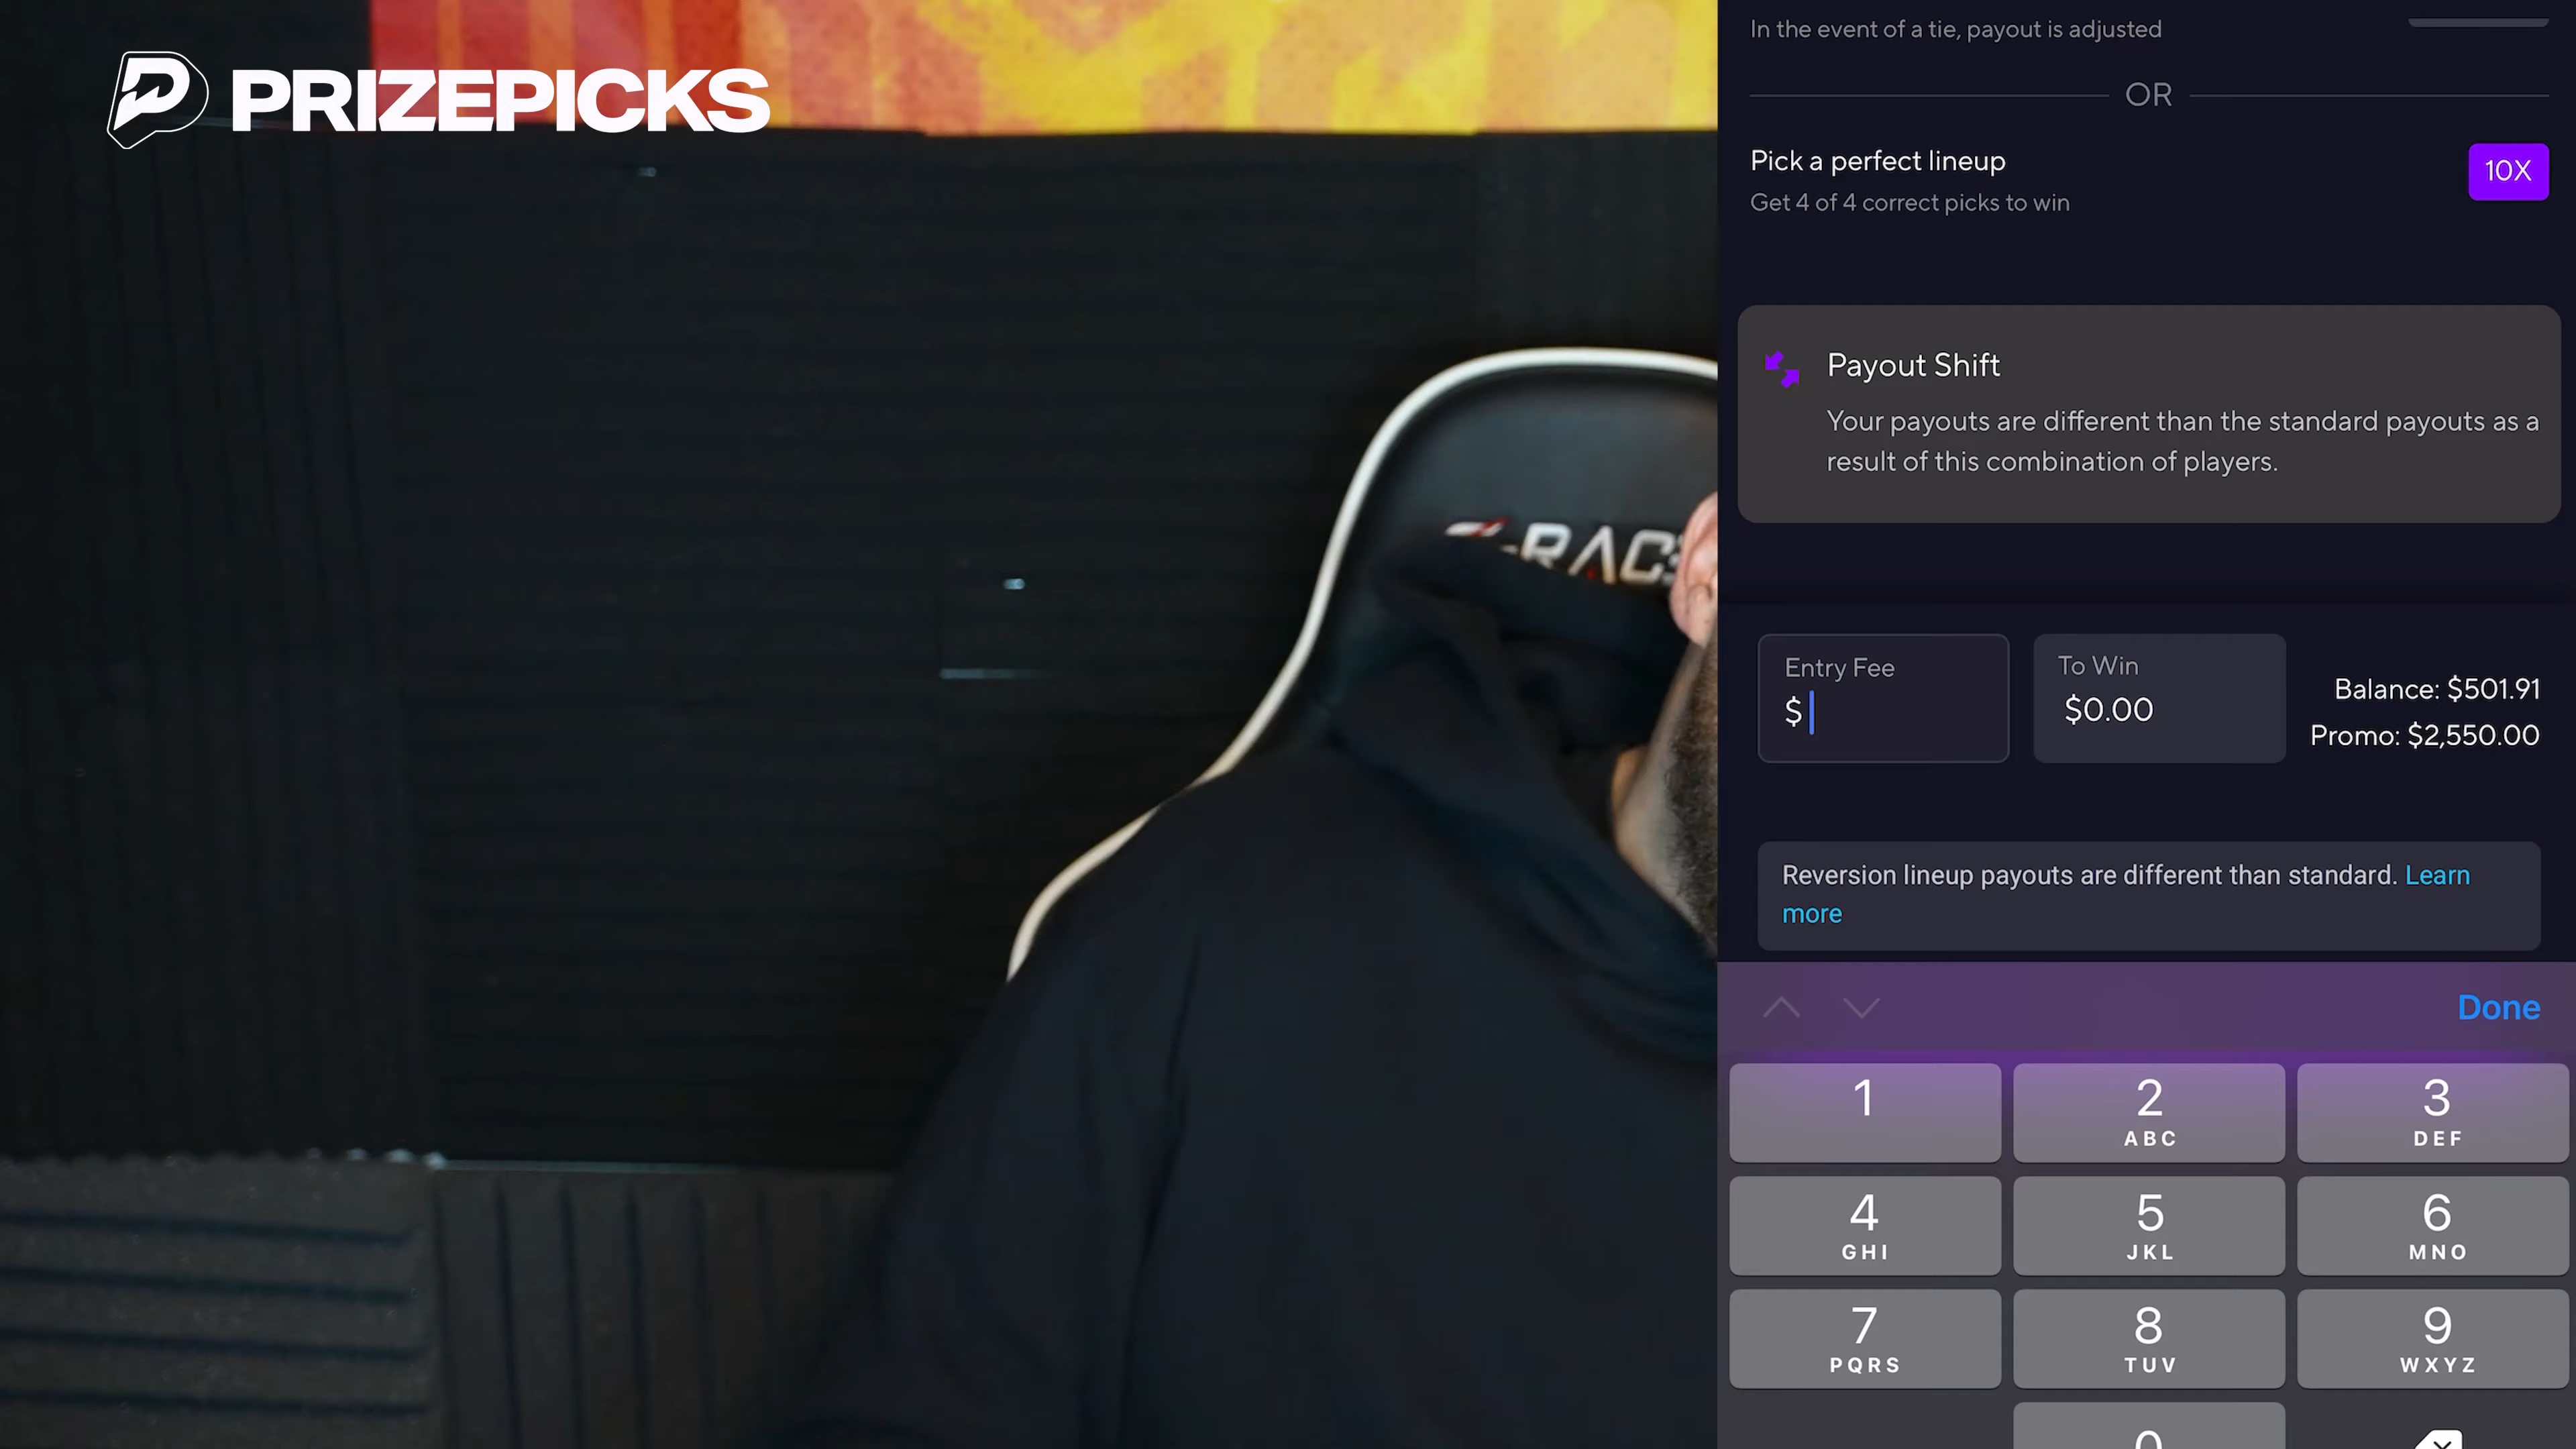 PRIZEPICKS
In the event of a tie, payout is adjusted
OR
Pick a perfect lineup
10X
Get 4 of 4 correct picks to win
Payout Shift
Your payouts are different than the standard payouts as a
result of this combination of players.
Entry Fee
$
To Win
$0.00
Balance: $501.91
Promo: $2,550.00
Reversion lineup payouts are different than standard. Learn
more
Done
1
2
ABC
3
DEF
4
GHI
5
JKL
6
MNO
7
PQRS
8
TUV
9
WXYZ
0